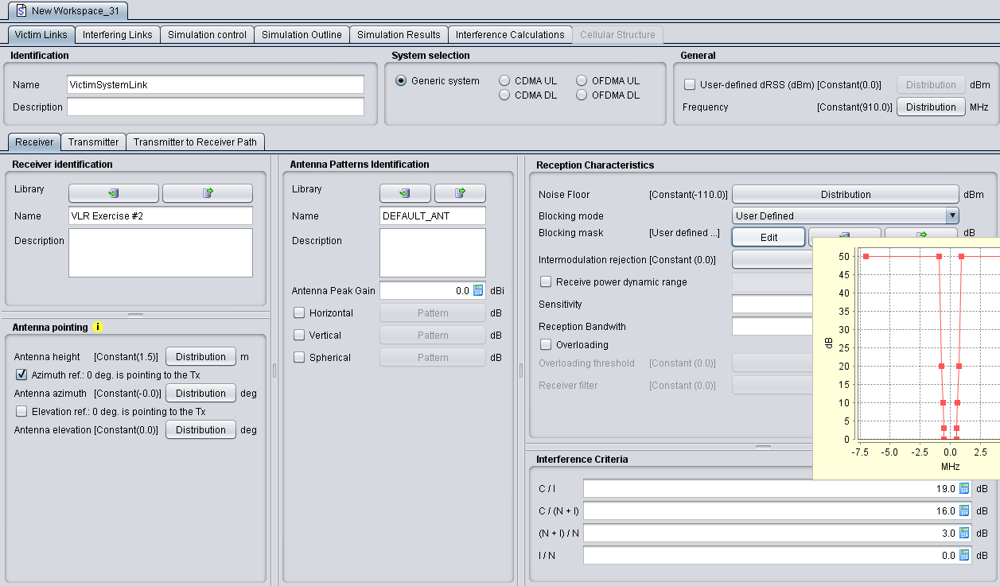 New Workspace_31
Victim Links Interfering Links Simulation control Simulation Outline Simulation Results Interference Calculations Cellular Structure
Identification
Name VictimSystemLink
Description
System selection
Generic system CDMA UL OFDMA UL
CDMA DL OFDMA DL
General
User-defined dRSS (dBm) [Constant(0.0)] Distribution dBm
Frequency [Constant(910.0)] Distribution MHz
Receiver Transmitter Transmitter to Receiver Path
Receiver identification
Library
Name VLR Exercise #2
Description
Antenna pointing i
Antenna height [Constant(1.5)] Distribution m
Azimuth ref.: 0 deg. is pointing to the Tx
Antenna azimuth [Constant(-0.0)] Distribution deg
Elevation ref.: 0 deg. is pointing to the Tx
Antenna elevation [Constant(0.0)] Distribution deg
Antenna Patterns Identification
Library
Name DEFAULT_ANT
Description
Antenna Peak Gain 0.0 dBi
Horizontal Pattern dB
Vertical Pattern dB
Spherical Pattern dB
Reception Characteristics
Noise Floor [Constant(-110.0)] Distribution dBm
Blocking mode User Defined
Blocking mask [User defined ...] Edit dB
Intermodulation rejection [Constant (0.0)]
Receive power dynamic range
Sensitivity
Reception Bandwith
Overloading
Overloading threshold [Constant (0.0)]
Receiver filter [Constant (0.0)]
50
45
40
35
30
25
20
15
10
5
0
dB
-7.5 -5.0 -2.5 0.0 2.5
MHz
Interference Criteria
C / I 19.0 dB
C / (N + I) 16.0 dB
(N + I) / N 3.0 dB
I / N 0.0 dB